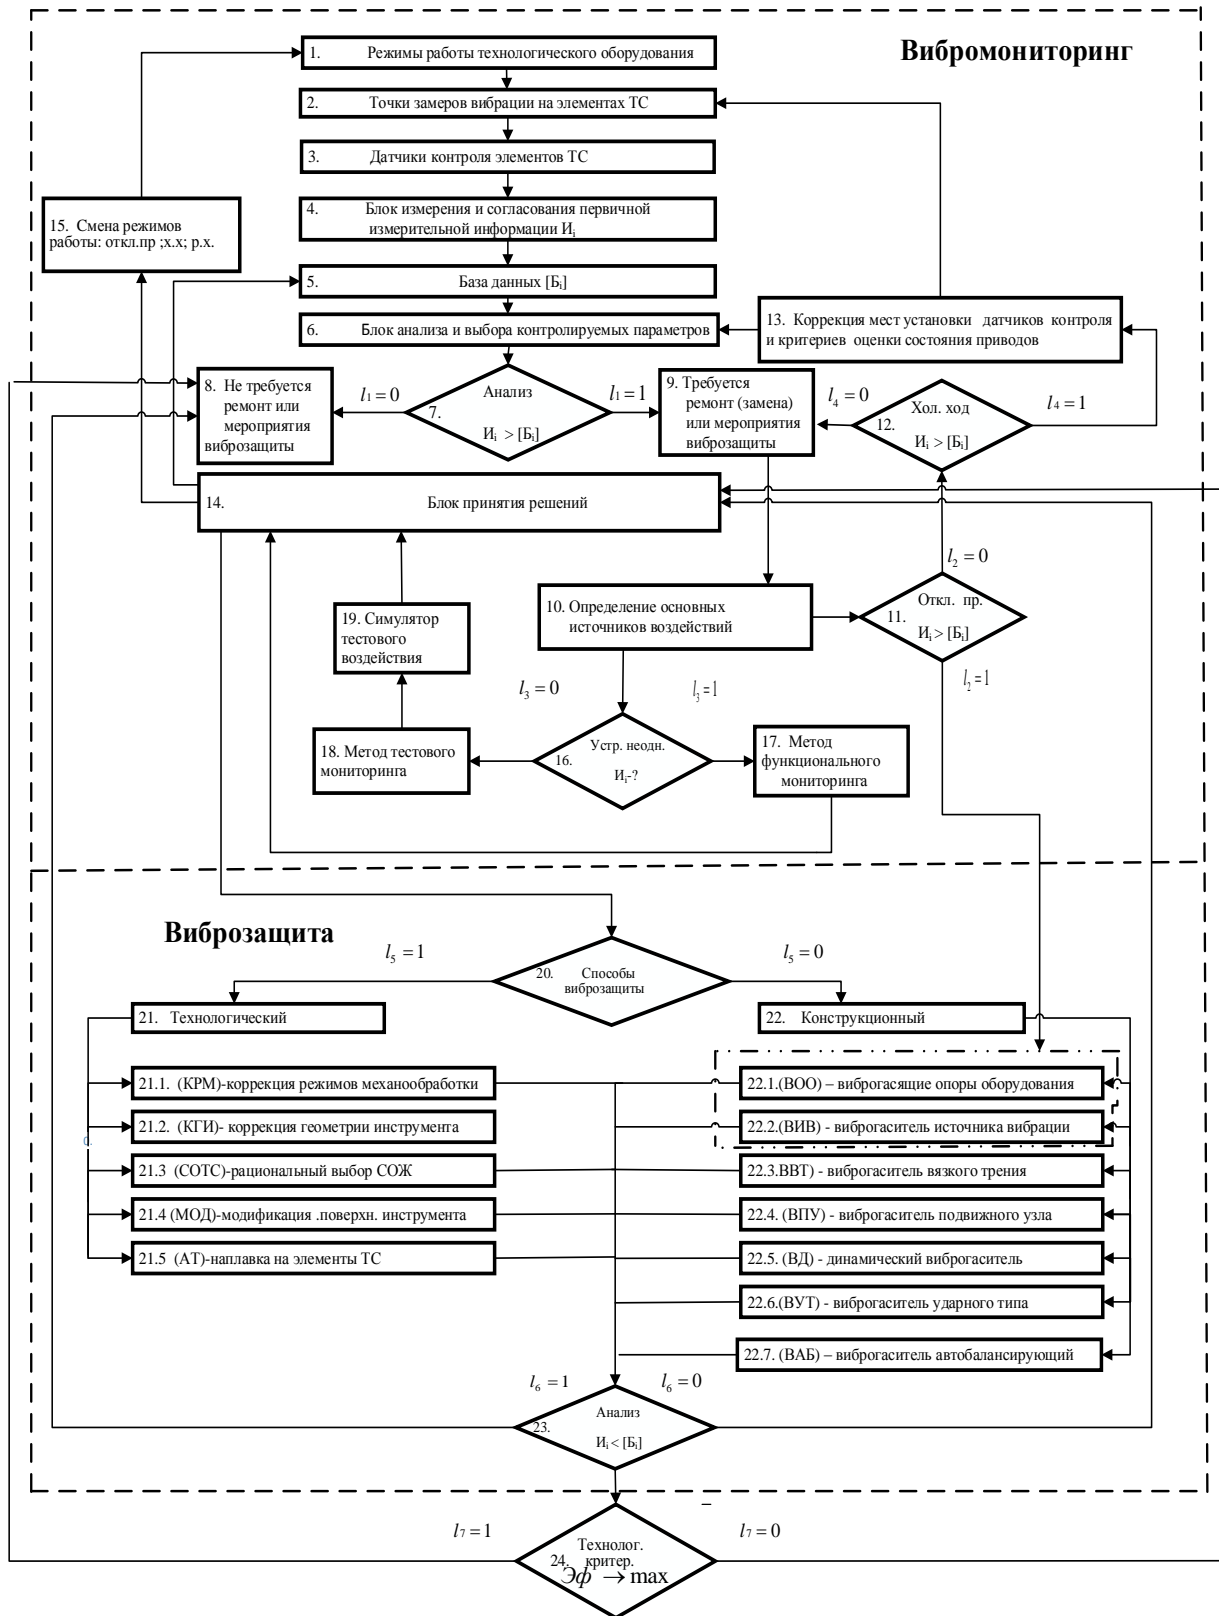 Вибромониторинг
1. Режимы работы технологического оборудования
2. Точки замеров вибрации на элементах ТС
3. Датчики контроля элементов ТС
4. Блок измерения и согласования первичной
измерительной информации Иᵢ
15. Смена режимов
работы: откл.пр ;х.х; р.х.
5. База данных [Бᵢ]
6. Блок анализа и выбора контролируемых параметров
13. Коррекция мест установки датчиков контроля
и критериев оценки состояния приводов
8. Не требуется
ремонт или
мероприятия
виброзащиты
l₁ = 0
Анализ
7.
Иᵢ > [Бᵢ]
l₁ = 1
9. Требуется
ремонт (замена)
или мероприятия
виброзащиты
l₄ = 0
Хол. ход
12.
Иᵢ > [Бᵢ]
l₄ = 1
14. Блок принятия решений
l₂ = 0
10. Определение основных
источников воздействий
Откл. пр.
11.
Иᵢ > [Бᵢ]
l₂ = 1
19. Симулятор
тестового
воздействия
l₃ = 0
l₃ = 1
18. Метод тестового
мониторинга
Устр. неодн.
16.
Иᵢ-?
17. Метод
функционального
мониторинга
Виброзащита
l₅ = 1
20. Способы
виброзащиты
l₅ = 0
21. Технологический
22. Конструкционный
21.1. (КРМ)-коррекция режимов механообработки
22.1.(ВОО) – виброгасящие опоры оборудования
21.2. (КГИ)- коррекция геометрии инструмента
22.2.(ВИВ) - виброгаситель источника вибрации
21.3 (СОТС)-рациональный выбор СОЖ
22.3.ВВТ) - виброгаситель вязкого трения
21.4 (МОД)-модификация .поверхн. инструмента
22.4. (ВПУ) - виброгаситель подвижного узла
21.5 (АТ)-наплавка на элементы ТС
22.5. (ВД) - динамический виброгаситель
22.6.(ВУТ) - виброгаситель ударного типа
22.7. (ВАБ) – виброгаситель автобалансирующий
l₆ = 1
l₆ = 0
Анализ
23.
Иᵢ < [Бᵢ]
l₇ = 1
l₇ = 0
Технолог.
24. критер.
Эф → max